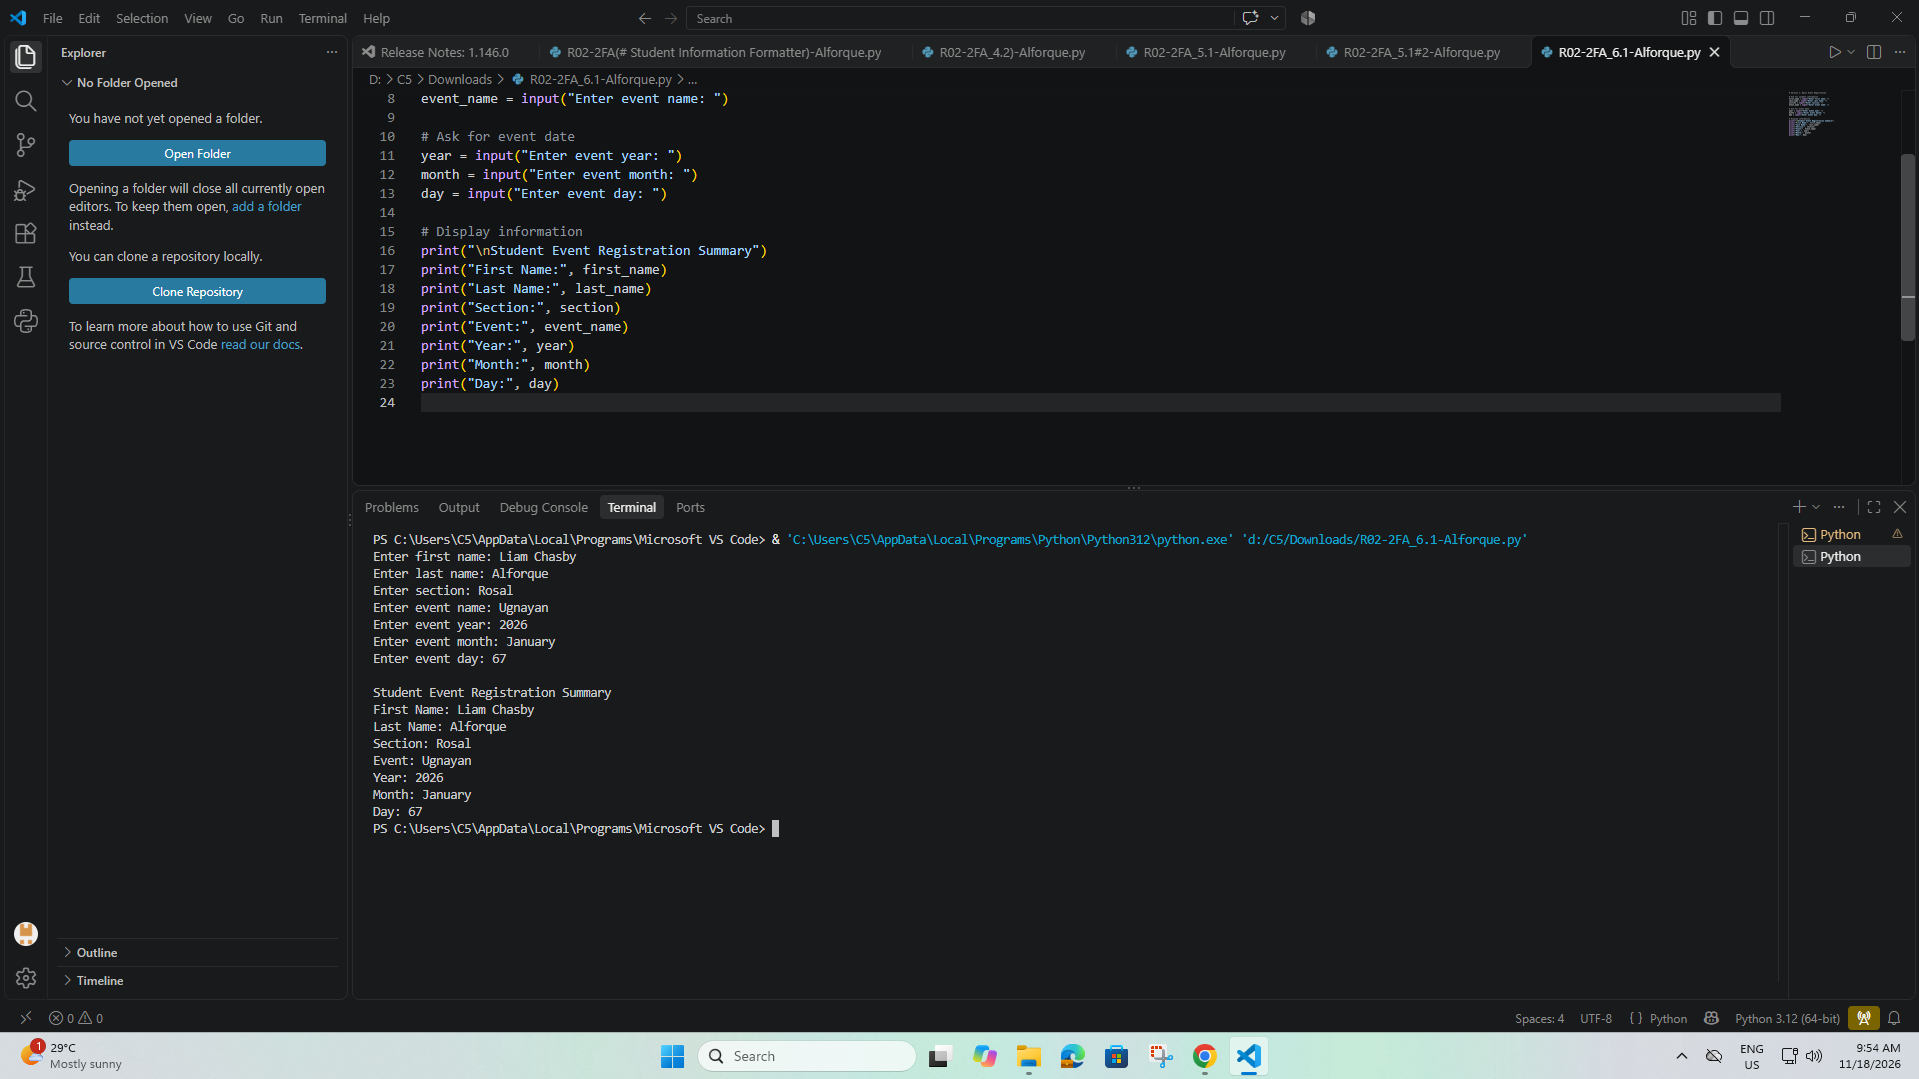 File Edit Selection View Go Run Terminal Help
Search
Explorer
No Folder Opened
You have not yet opened a folder.
Open Folder
Opening a folder will close all currently open
editors. To keep them open, add a folder
instead.
You can clone a repository locally.
Clone Repository
To learn more about how to use Git and
source control in VS Code read our docs.
Outline
Timeline
Release Notes: 1.146.0
R02-2FA(# Student Information Formatter)-Alforque.py
R02-2FA_4.2)-Alforque.py
R02-2FA_5.1-Alforque.py
R02-2FA_5.1#2-Alforque.py
R02-2FA_6.1-Alforque.py
D: > C5 > Downloads > R02-2FA_6.1-Alforque.py > ...
8 event_name = input("Enter event name: ")
9
10 # Ask for event date
11 year = input("Enter event year: ")
12 month = input("Enter event month: ")
13 day = input("Enter event day: ")
14
15 # Display information
16 print("\nStudent Event Registration Summary")
17 print("First Name:", first_name)
18 print("Last Name:", last_name)
19 print("Section:", section)
20 print("Event:", event_name)
21 print("Year:", year)
22 print("Month:", month)
23 print("Day:", day)
24
Problems Output Debug Console Terminal Ports
PS C:\Users\C5\AppData\Local\Programs\Microsoft VS Code> & 'C:\Users\C5\AppData\Local\Programs\Python\Python312\python.exe' 'd:/C5/Downloads/R02-2FA_6.1-Alforque.py'
Enter first name: Liam Chasby
Enter last name: Alforque
Enter section: Rosal
Enter event name: Ugnayan
Enter event year: 2026
Enter event month: January
Enter event day: 67

Student Event Registration Summary
First Name: Liam Chasby
Last Name: Alforque
Section: Rosal
Event: Ugnayan
Year: 2026
Month: January
Day: 67
PS C:\Users\C5\AppData\Local\Programs\Microsoft VS Code>
Python
Python
0 0
Spaces: 4 UTF-8 {} Python Python 3.12 (64-bit)
1
29°C
Mostly sunny
Search
ENG
US
9:54 AM
11/18/2026